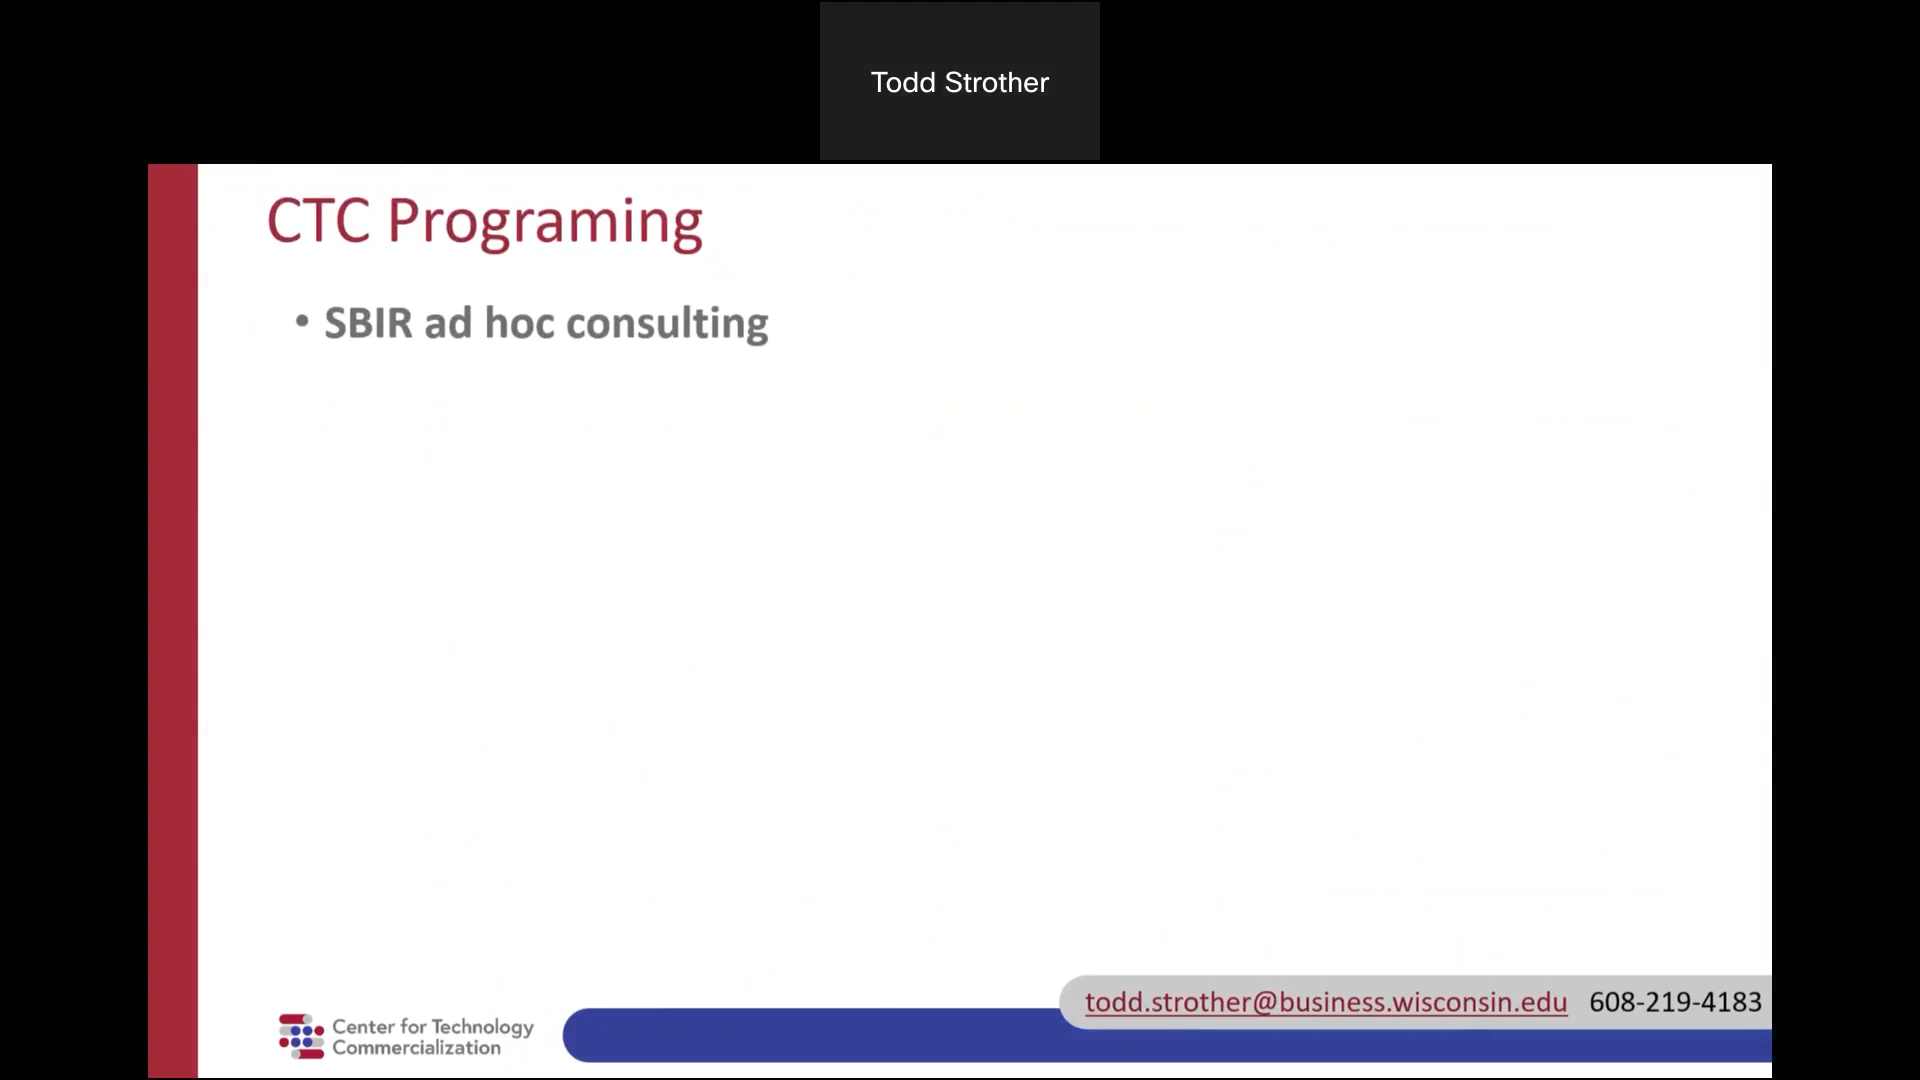 Todd Strother
CTC Programing
• SBIR ad hoc consulting
todd.strother@business.wisconsin.edu 608-219-4183
Center for Technology
Commercialization